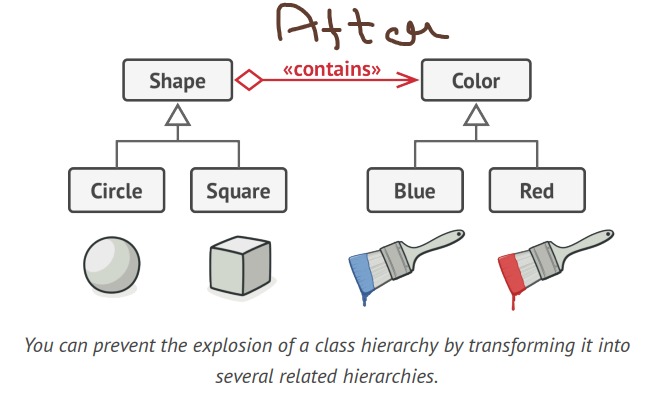 After
Shape «contains» Color
Circle Square Blue Red
You can prevent the explosion of a class hierarchy by transforming it into
several related hierarchies.